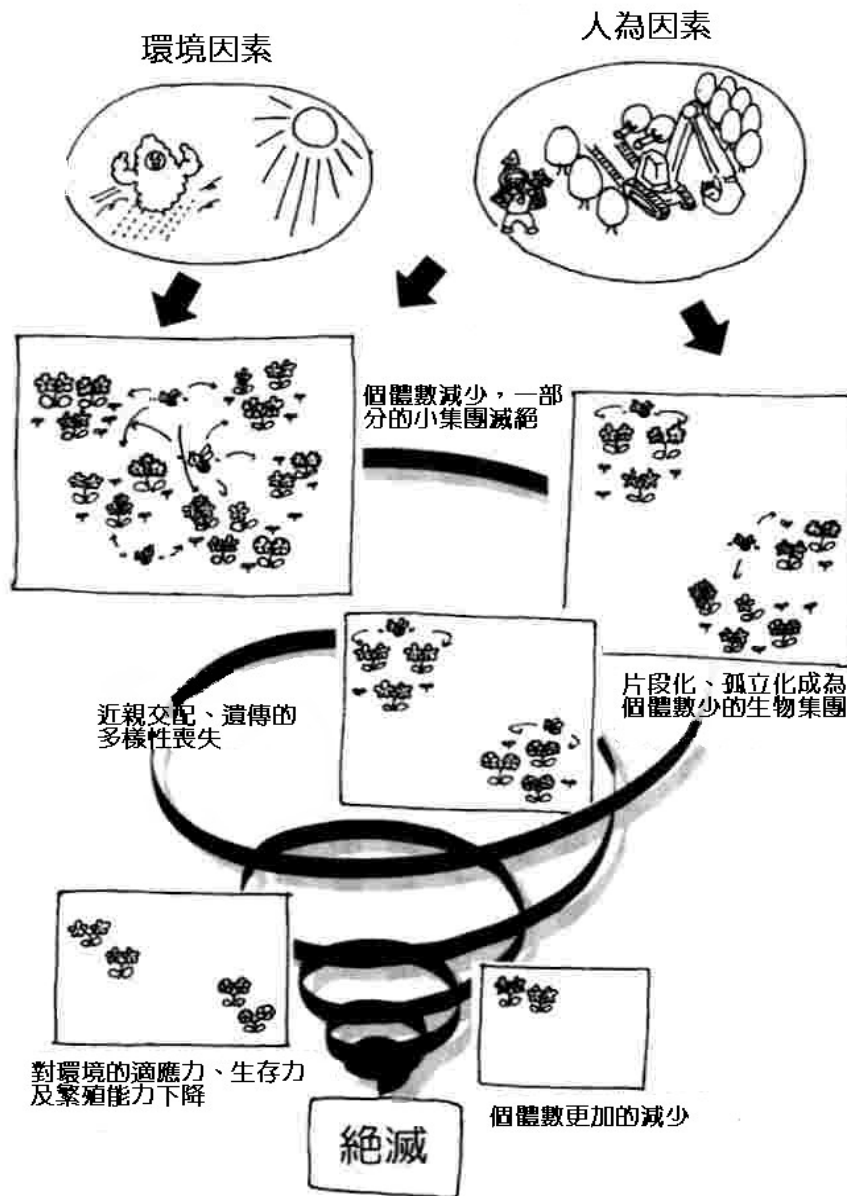 環境因素
人為因素
個體數減少，一部
分的小集團滅絕
片段化、孤立化成為
個體數少的生物集團
近親交配、遺傳的
多樣性喪失
對環境的適應力、生存力
及繁殖能力下降
個體數更加的減少
絶滅